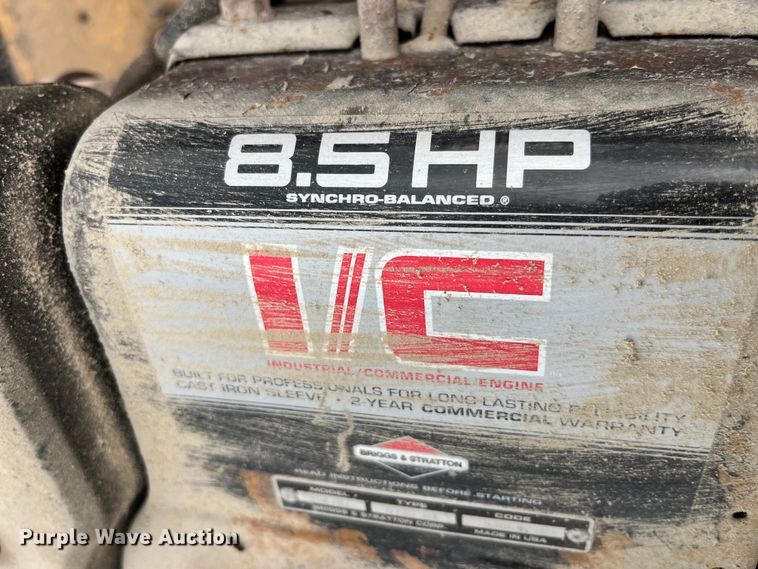 8.5 HP
SYNCHRO-BALANCED ®
I/C
INDUSTRIAL/COMMERCIAL ENGINE
BUILT FOR PROFESSIONALS FOR LONG LASTING RELIABILITY
CAST IRON SLEEVE • 2-YEAR COMMERCIAL WARRANTY
BRIGGS & STRATTON
READ INSTRUCTIONS BEFORE STARTING
MODEL TYPE CODE
BRIGGS & STRATTON CORP. MADE IN USA
Purple Wave Auction